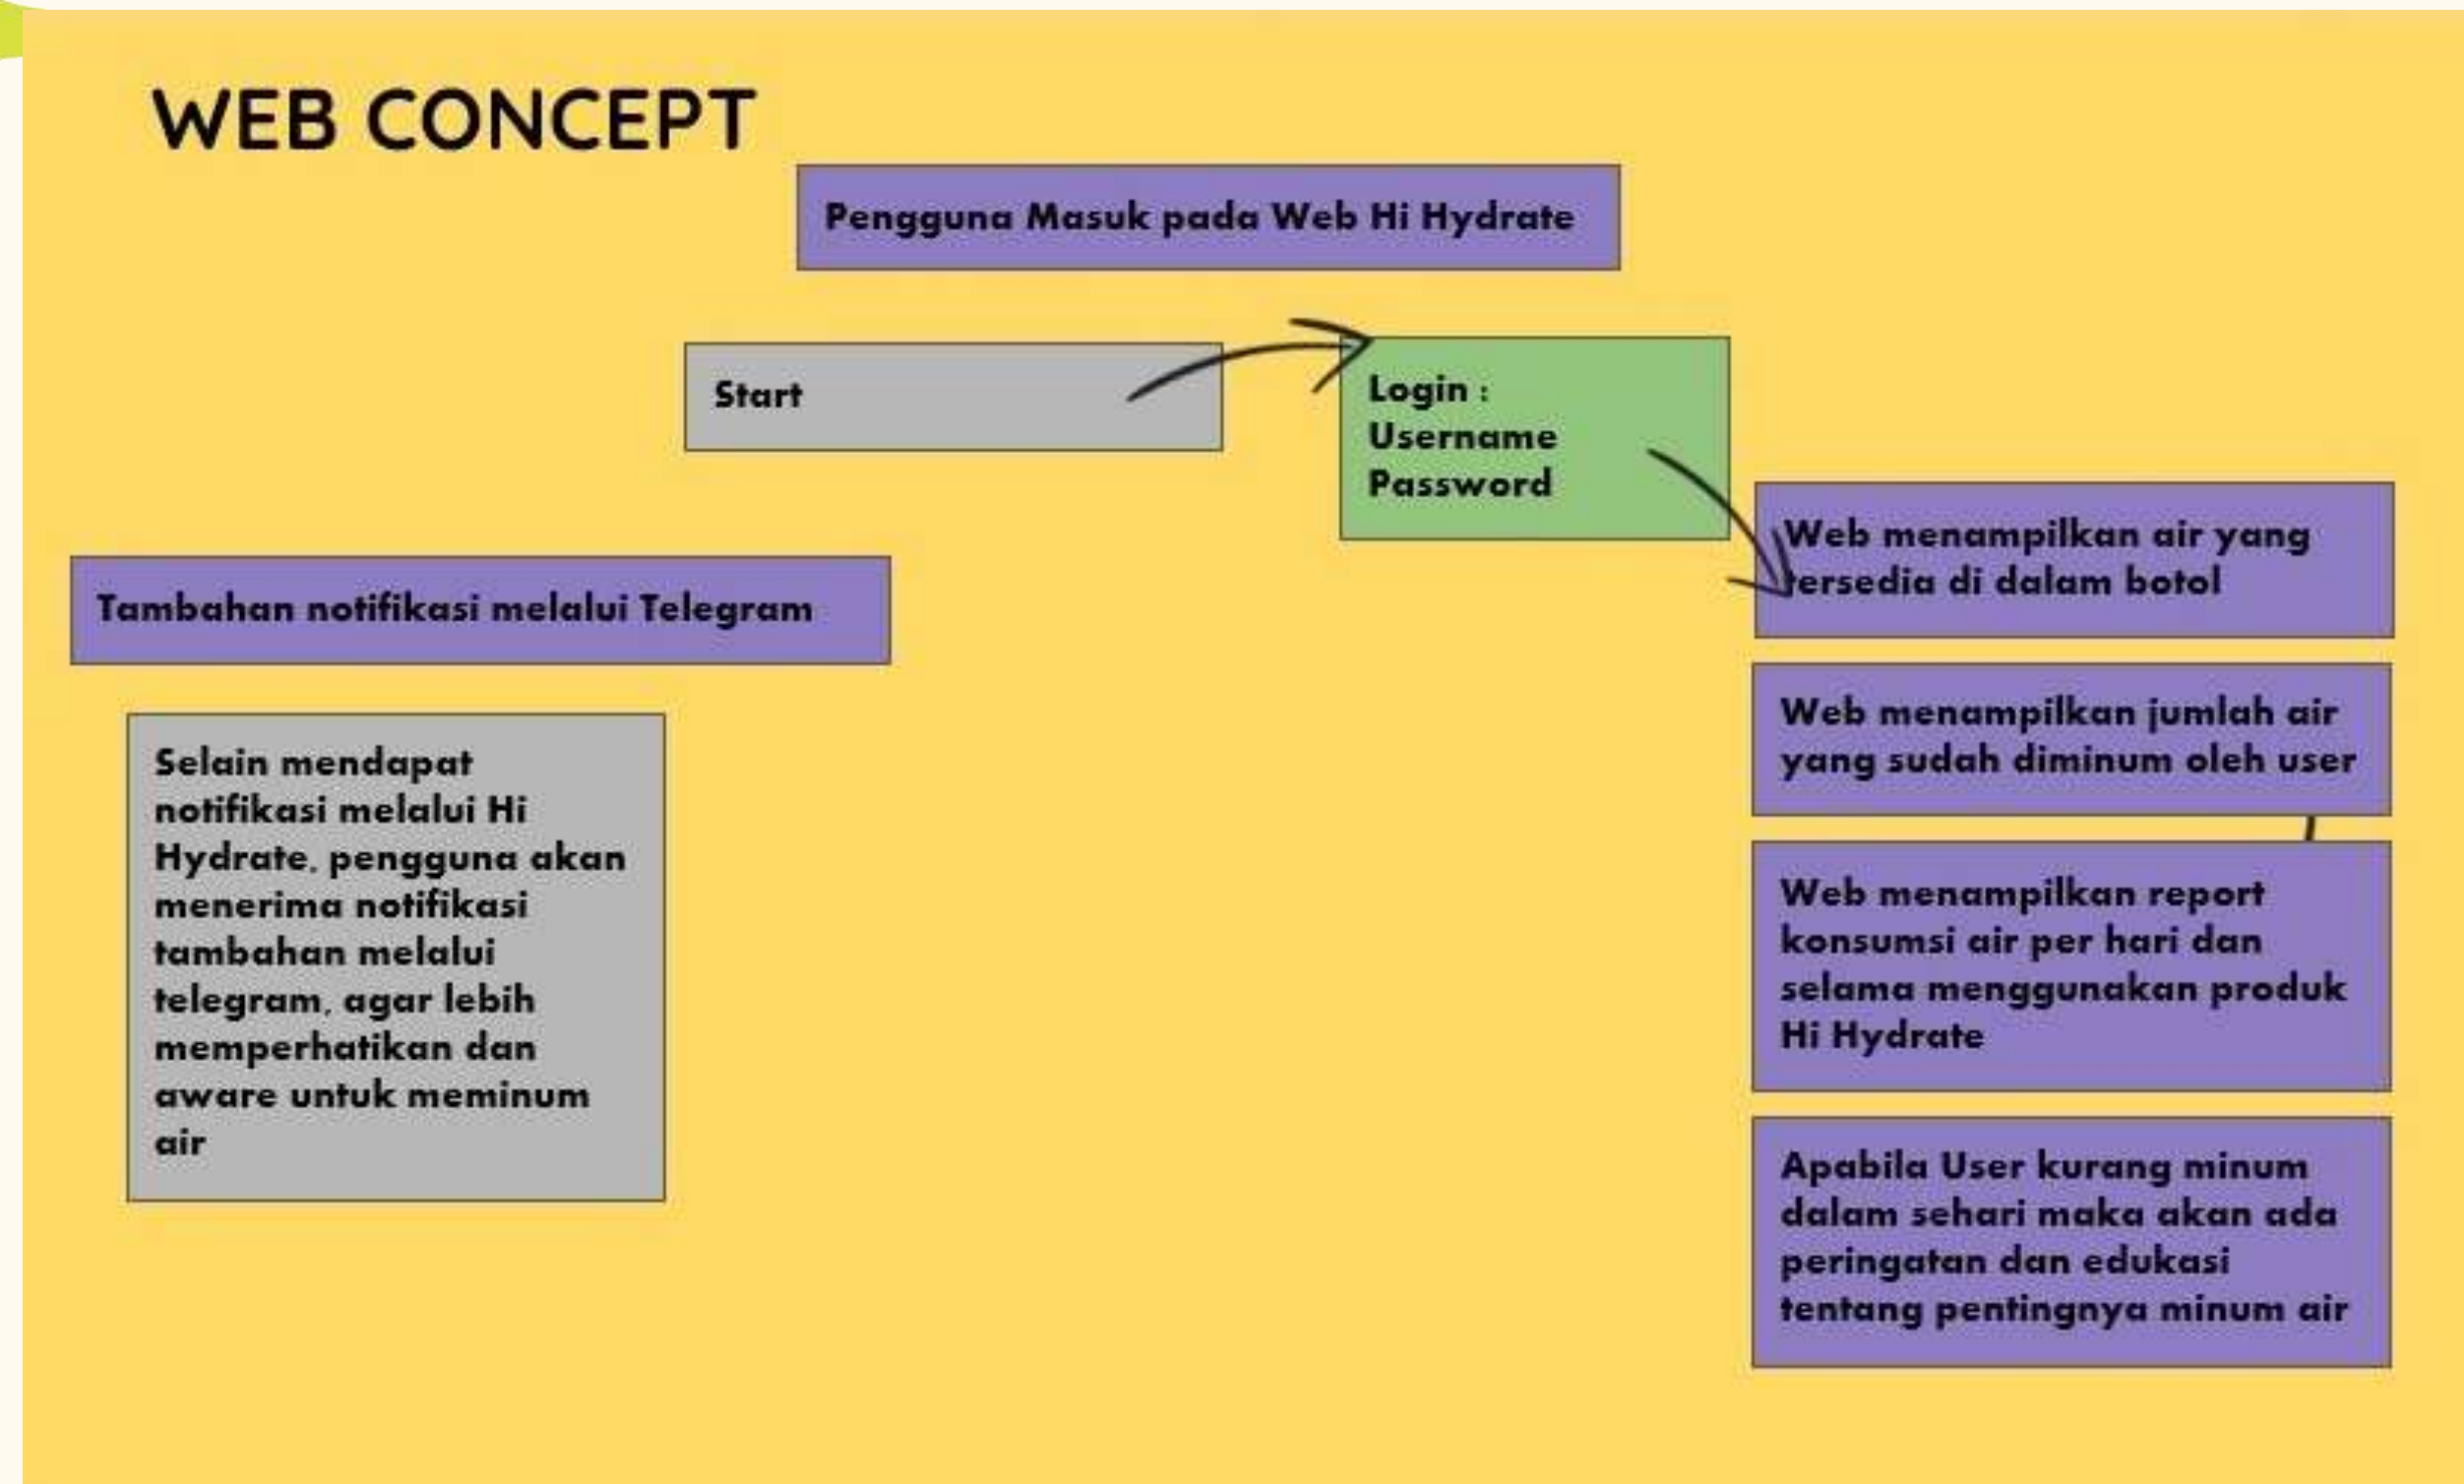 WEB CONCEPT
Pengguna Masuk pada Web Hi Hydrate
Start
Login :
Username
Password
Web menampilkan air yang
tersedia di dalam botol
Web menampilkan jumlah air
yang sudah diminum oleh user
Web menampilkan report
konsumsi air per hari dan
selama menggunakan produk
Hi Hydrate
Apabila User kurang minum
dalam sehari maka akan ada
peringatan dan edukasi
tentang pentingnya minum air
Tambahan notifikasi melalui Telegram
Selain mendapat
notifikasi melalui Hi
Hydrate, pengguna akan
menerima notifikasi
tambahan melalui
telegram, agar lebih
memperhatikan dan
aware untuk meminum
air